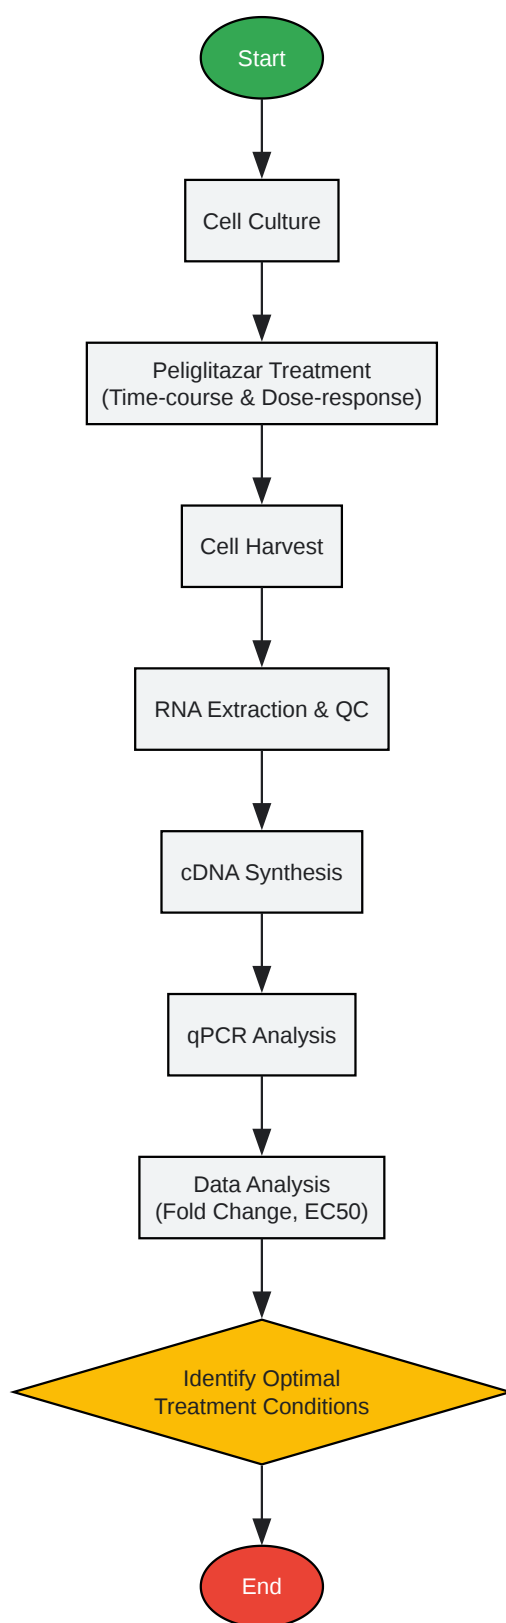 Start
Cell Culture
Peliglitazar Treatment
(Time-course & Dose-response)
Cell Harvest
RNA Extraction & QC
cDNA Synthesis
qPCR Analysis
Data Analysis
(Fold Change, EC50)
Identify Optimal
Treatment Conditions
End